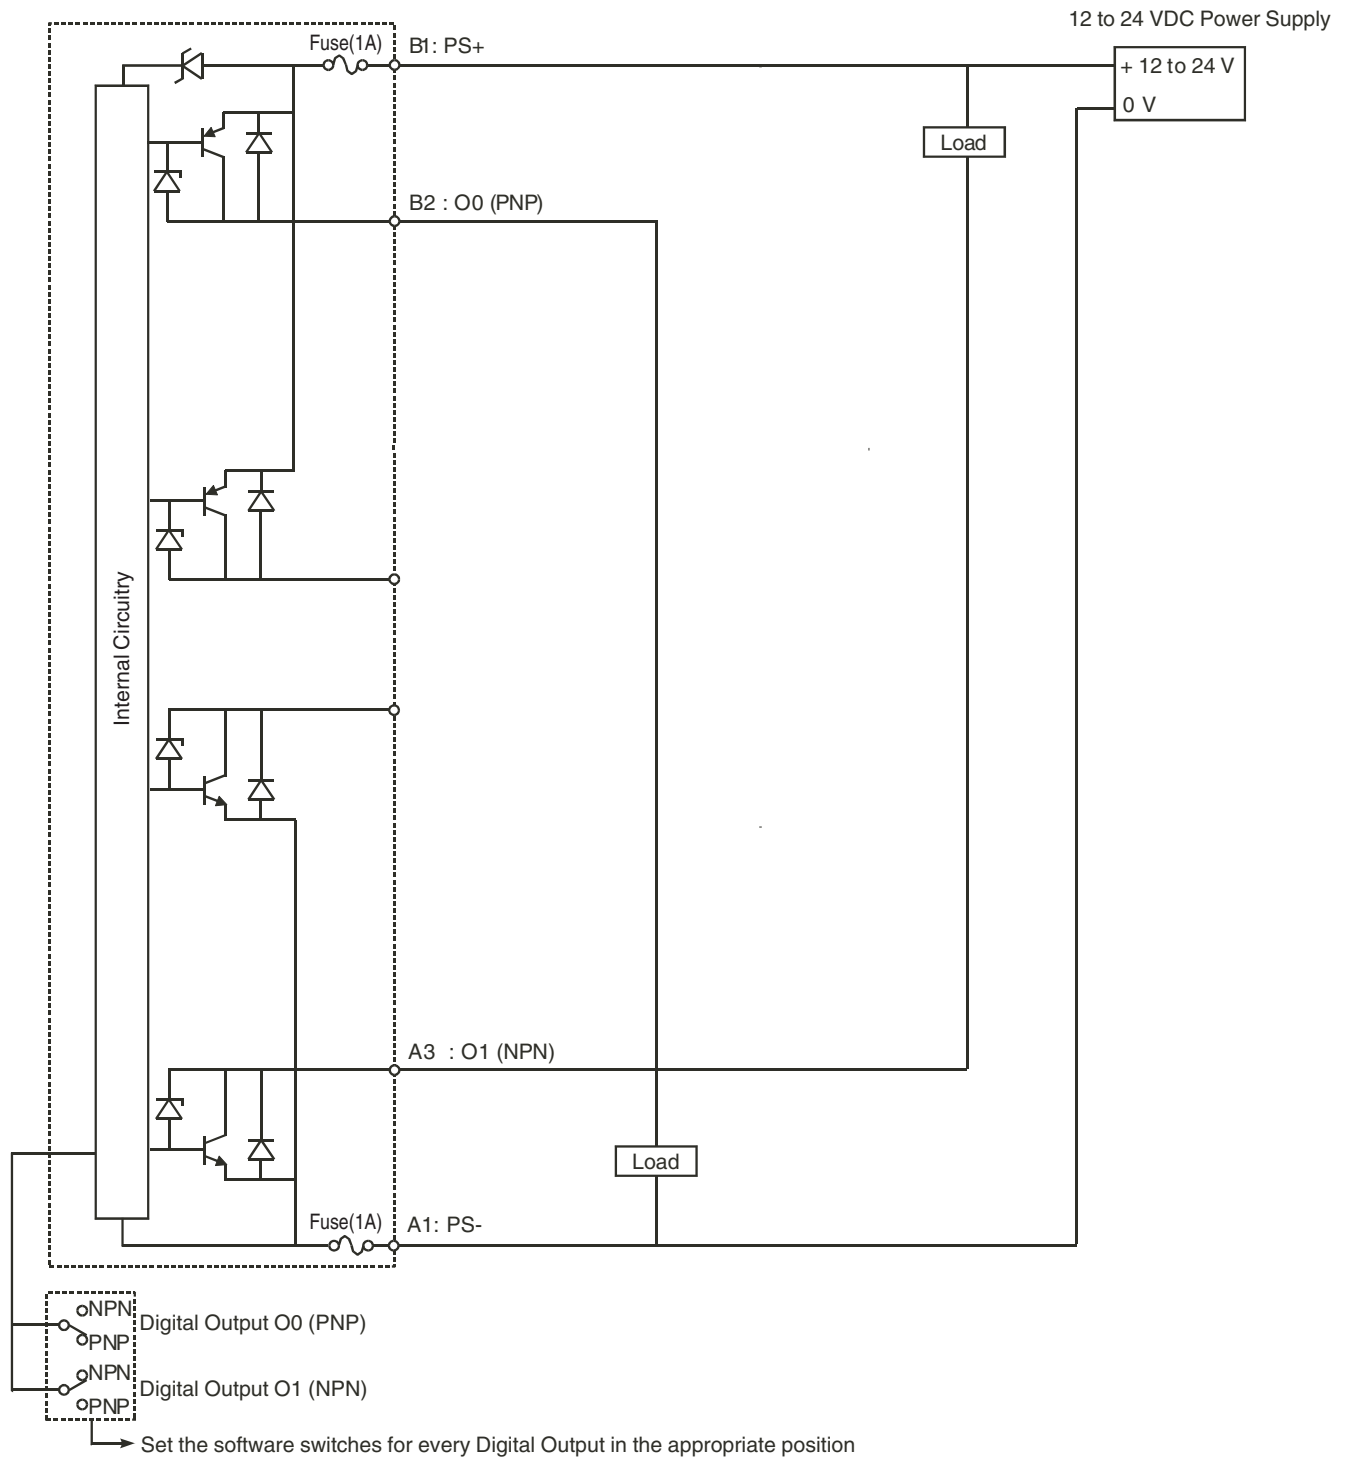 12 to 24 VDC Power Supply
Fuse(1A)
B1: PS+
+ 12 to 24 V
0 V
Load
B2 : O0 (PNP)
Internal Circuitry
A3 : O1 (NPN)
Load
Fuse(1A)
A1: PS-
NPN
Digital Output O0 (PNP)
PNP
NPN
Digital Output O1 (NPN)
PNP
Set the software switches for every Digital Output in the appropriate position